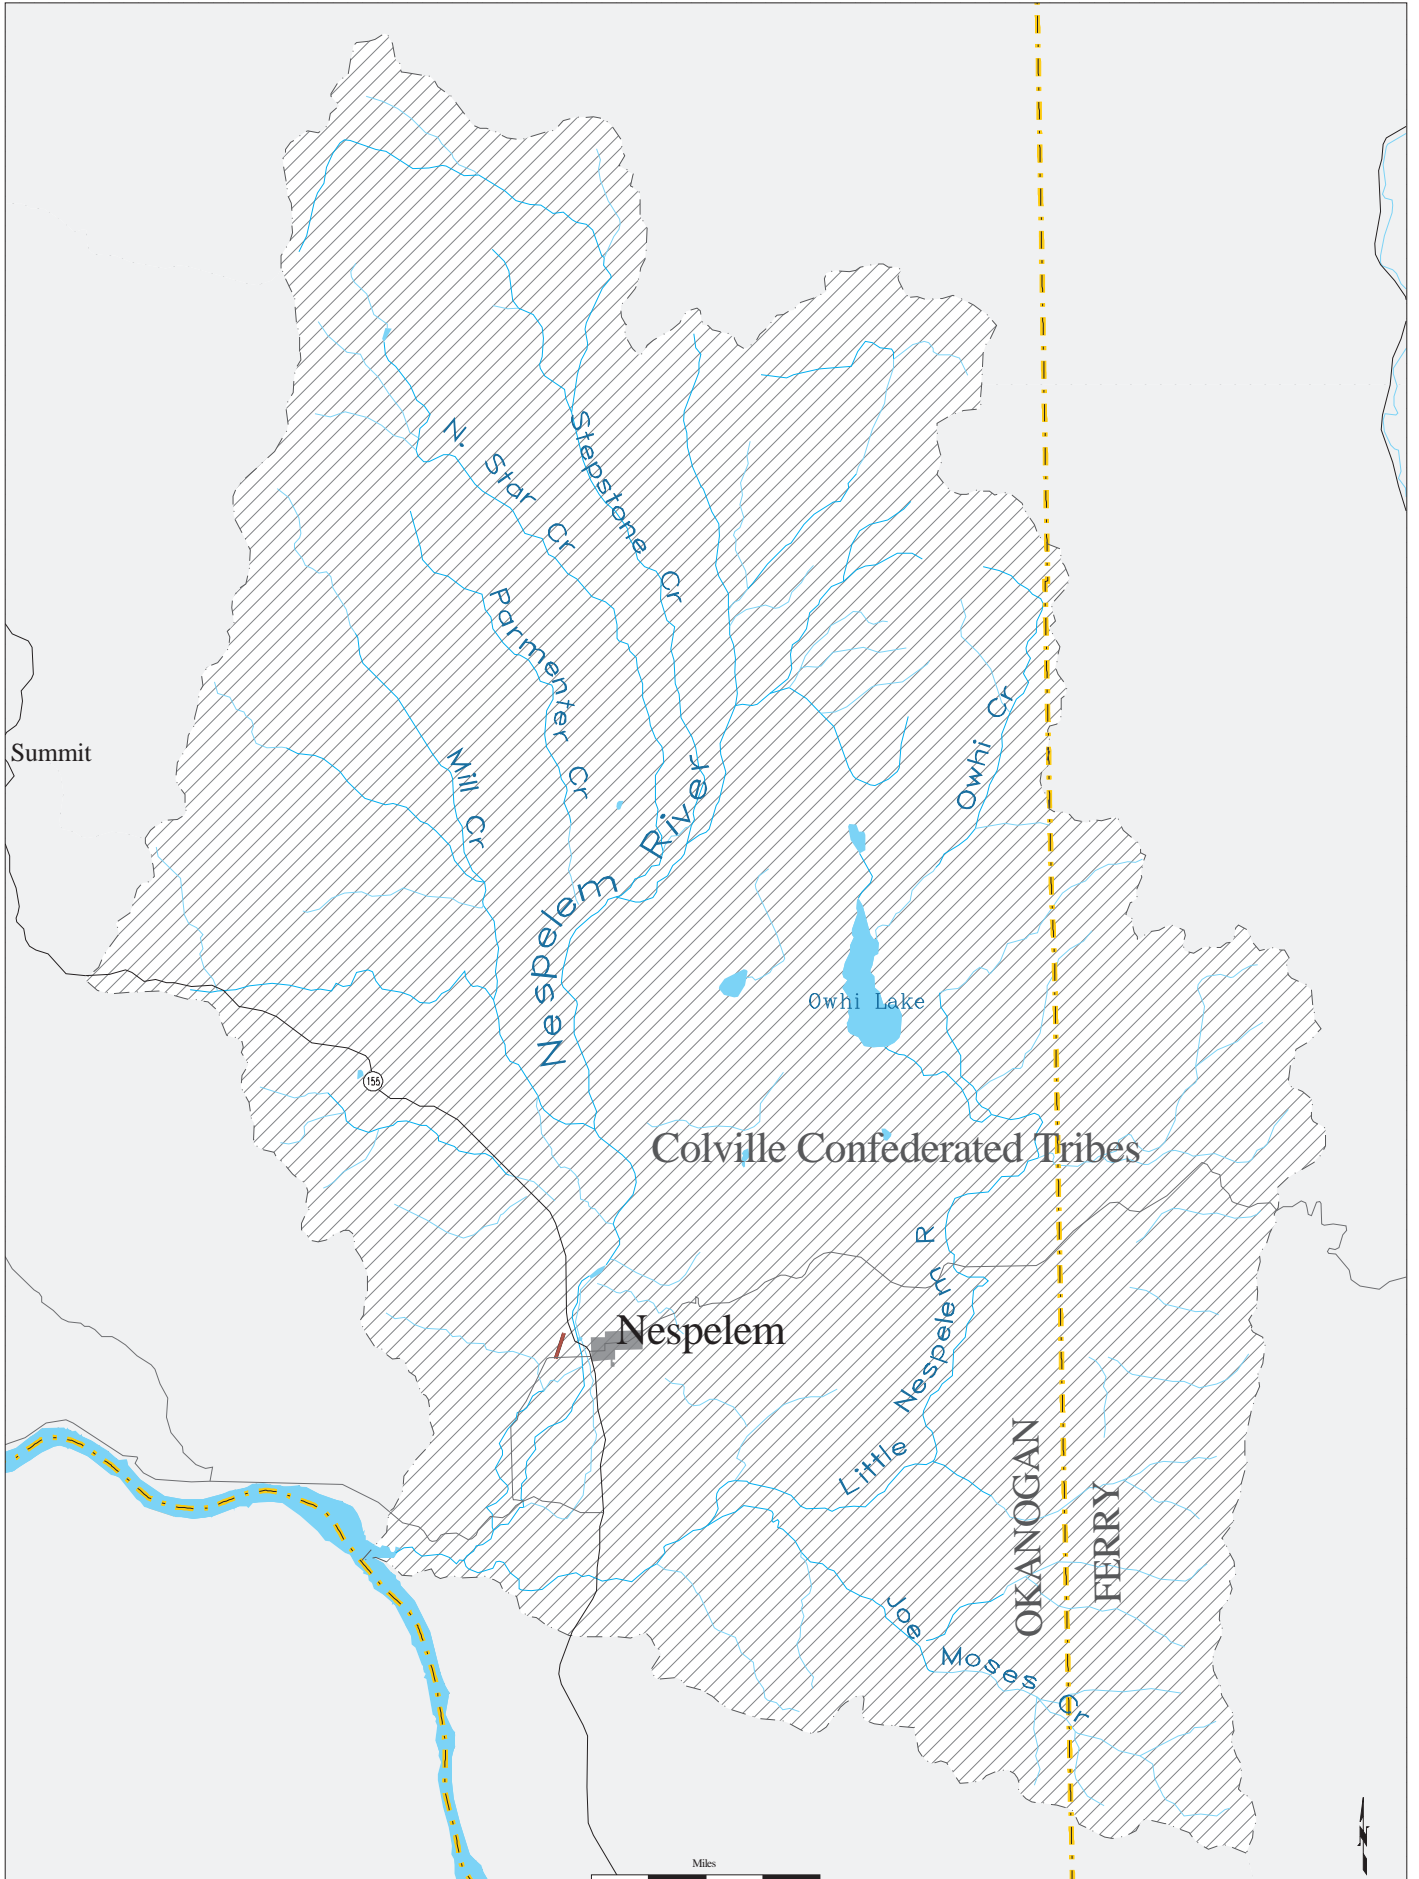 N. Star Cr
Stepstone Cr
Parmenter Cr
Owhi Cr
Summit
Mill Cr
Nespelem River
Owhi Lake
155
Colville Confederated Tribes
Nespelem
Little Nespelem R
OKANOGAN
FERRY
Joe Moses Cr
N
Miles